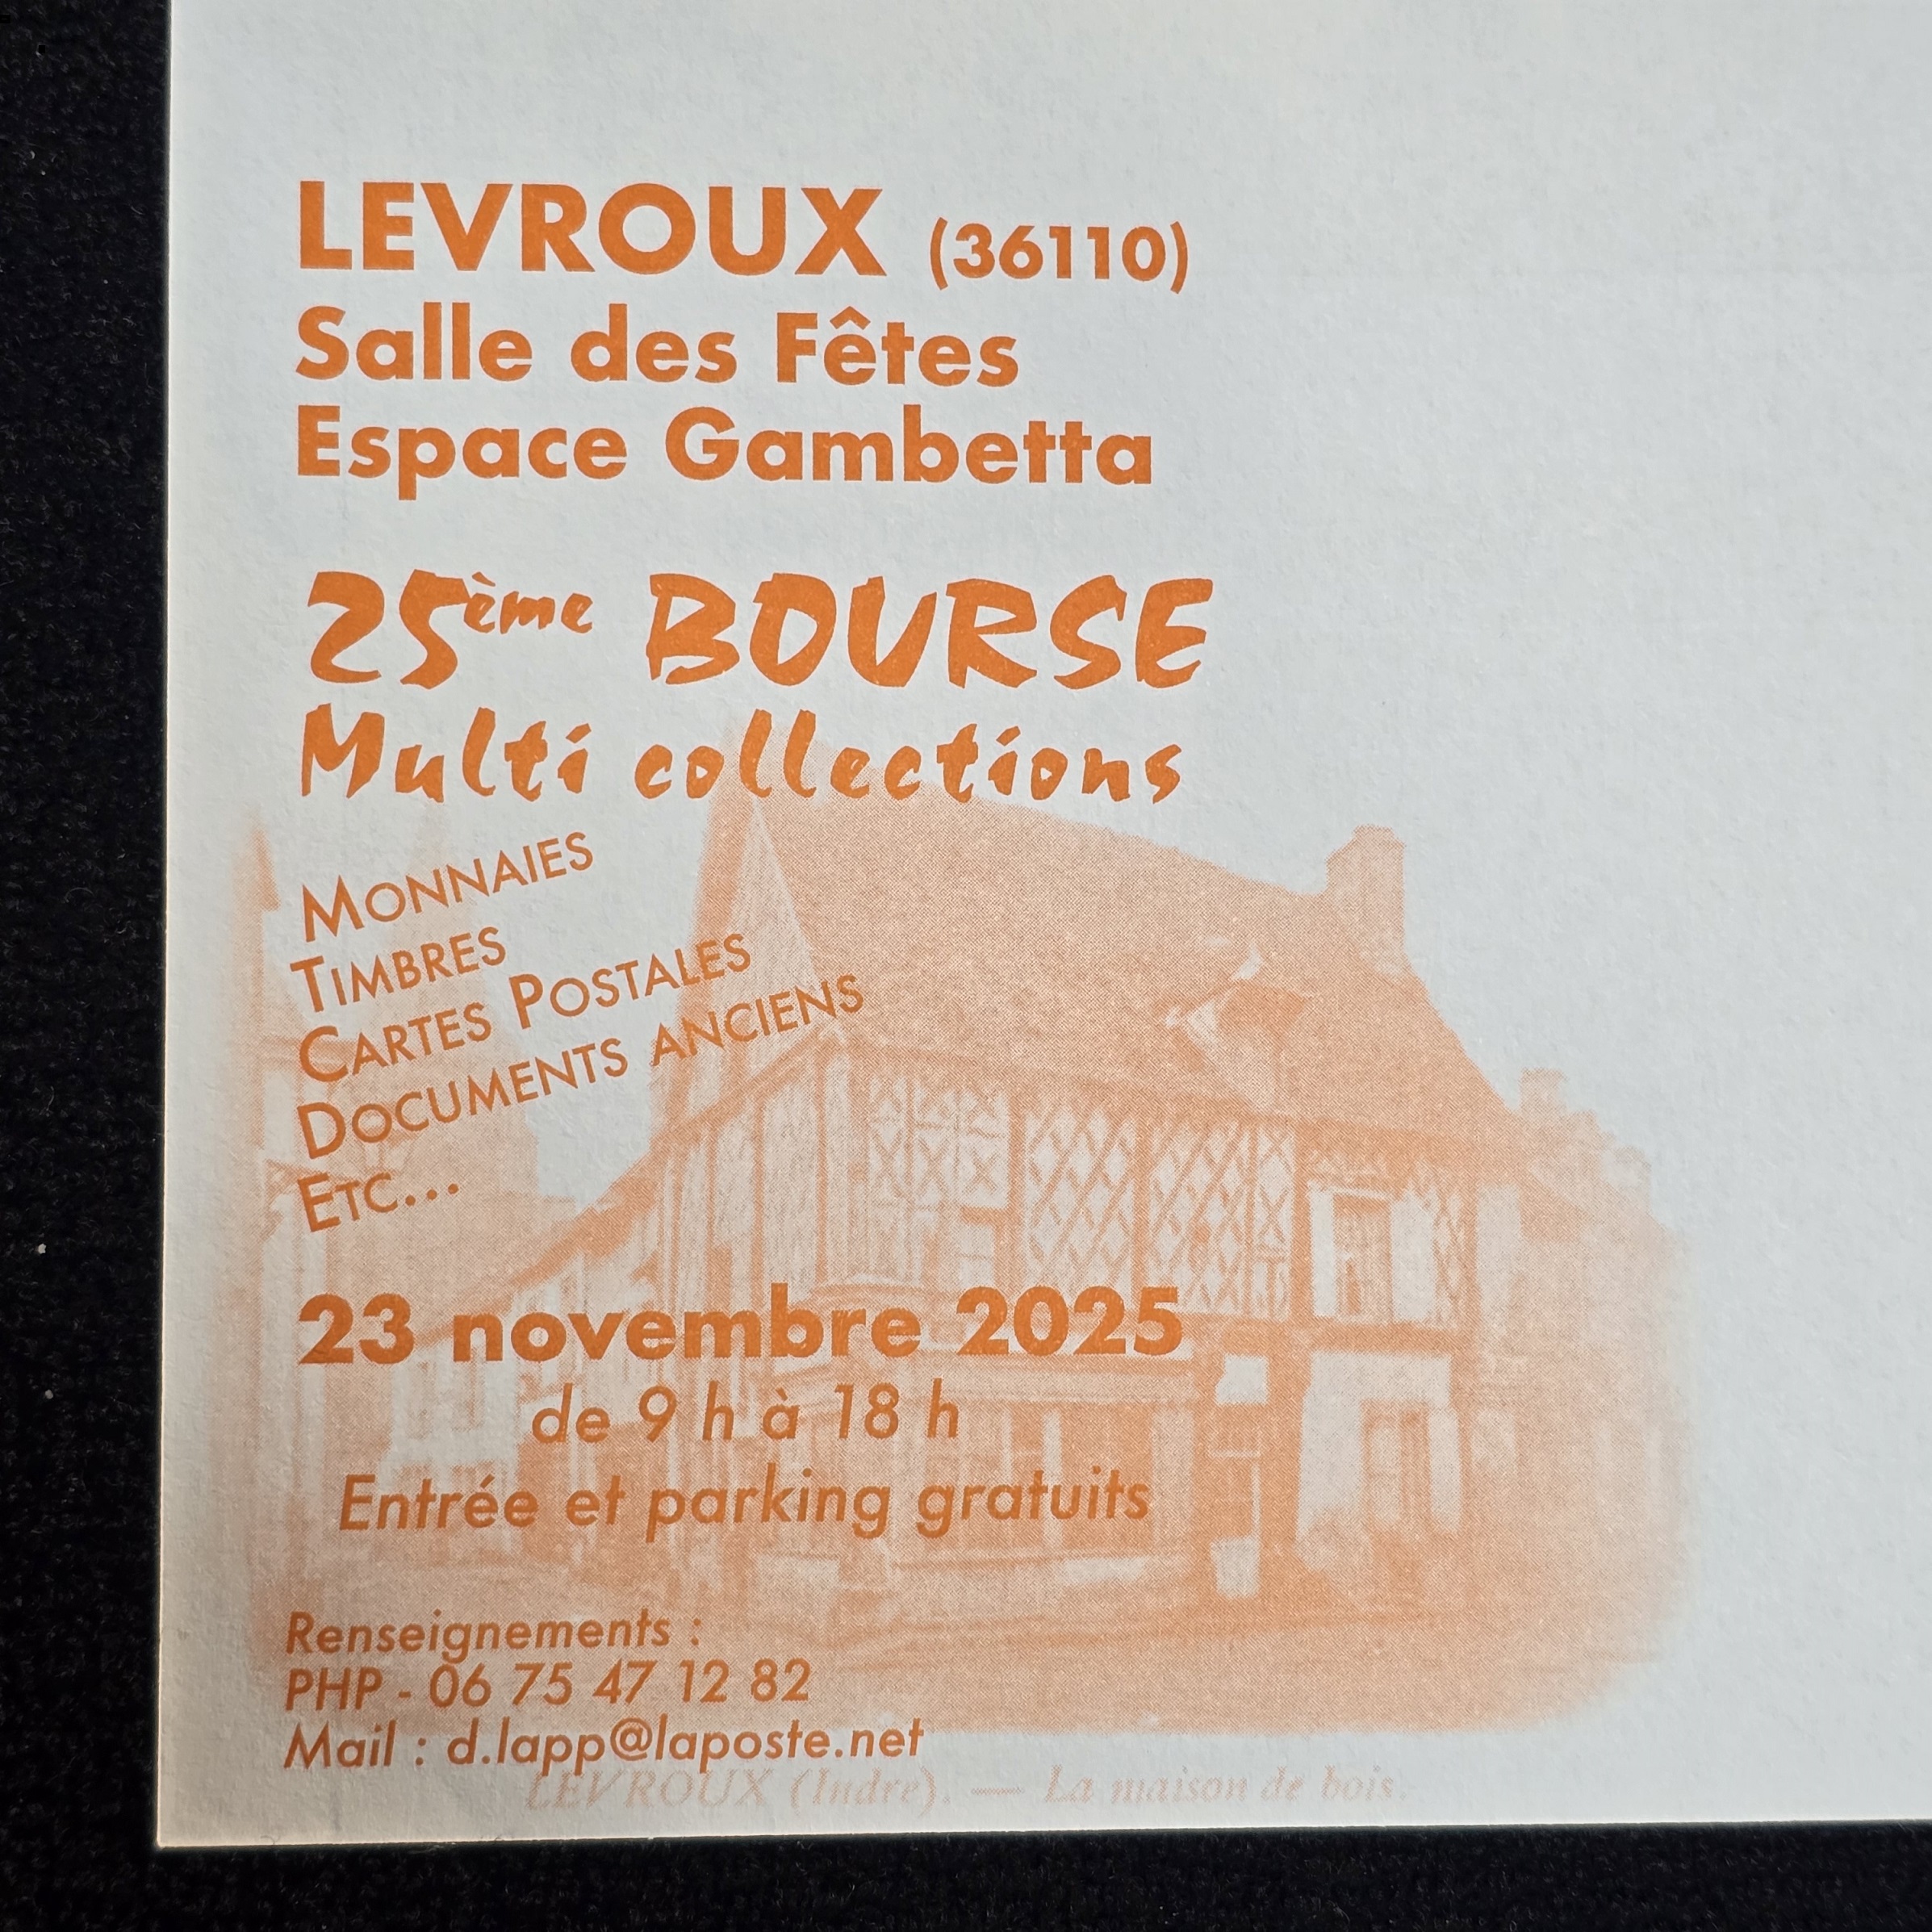 LEVROUX (36110)
Salle des Fêtes
Espace Gambetta
25ème BOURSE
Multi collections
MONNAIES
TIMBRES
CARTES POSTALES
DOCUMENTS ANCIENS
ETC...
23 novembre 2025
de 9 h à 18 h
Entrée et parking gratuits
Renseignements :
PHP - 06 75 47 12 82
Mail : d.lapp@laposte.net
LEVROUX (Indre). — La maison de bois.